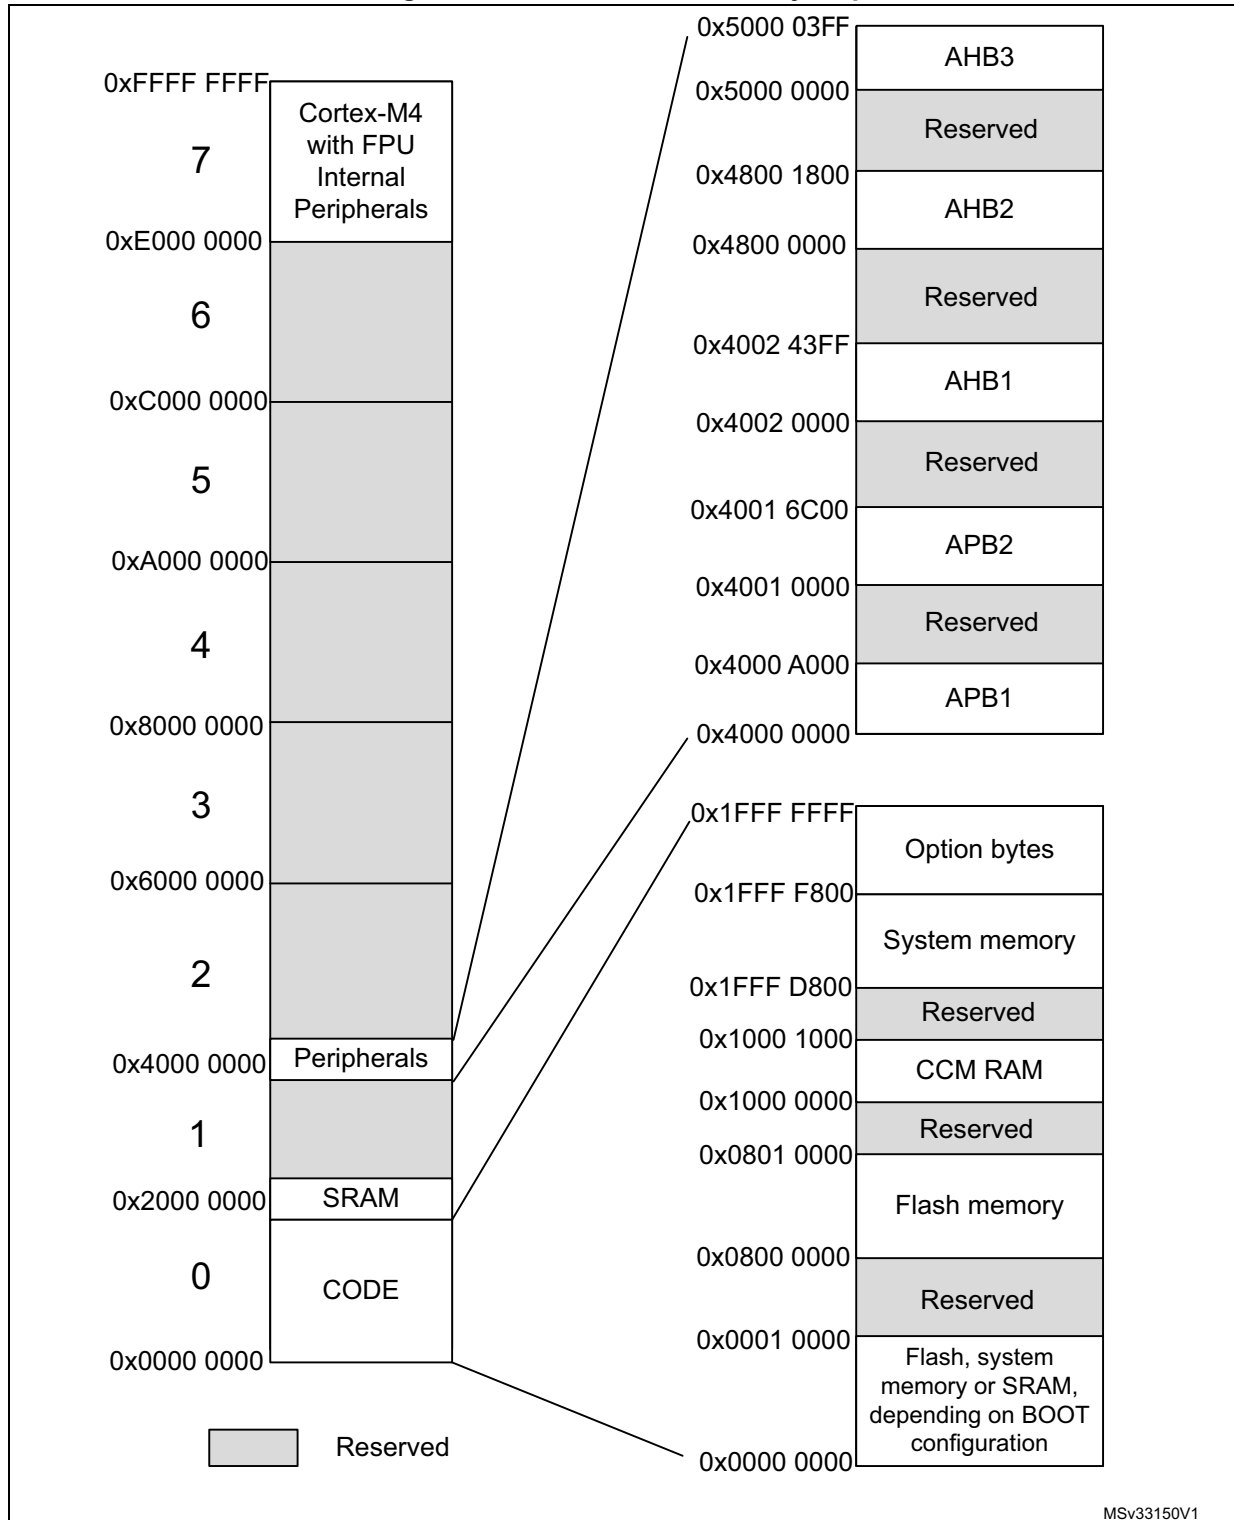 0xFFFF FFFF
Cortex-M4
with FPU
Internal
Peripherals
7
0xE000 0000
6
0xC000 0000
5
0xA000 0000
4
0x8000 0000
3
0x6000 0000
2
0x4000 0000
Peripherals
1
0x2000 0000
SRAM
0
CODE
0x0000 0000
Reserved
0x5000 03FF
AHB3
0x5000 0000
Reserved
0x4800 1800
AHB2
0x4800 0000
Reserved
0x4002 43FF
AHB1
0x4002 0000
Reserved
0x4001 6C00
APB2
0x4001 0000
Reserved
0x4000 A000
APB1
0x4000 0000
0x1FFF FFFF
Option bytes
0x1FFF F800
System memory
0x1FFF D800
Reserved
0x1000 1000
CCM RAM
0x1000 0000
Reserved
0x0801 0000
Flash memory
0x0800 0000
Reserved
0x0001 0000
Flash, system
memory or SRAM,
depending on BOOT
configuration
0x0000 0000
MSv33150V1